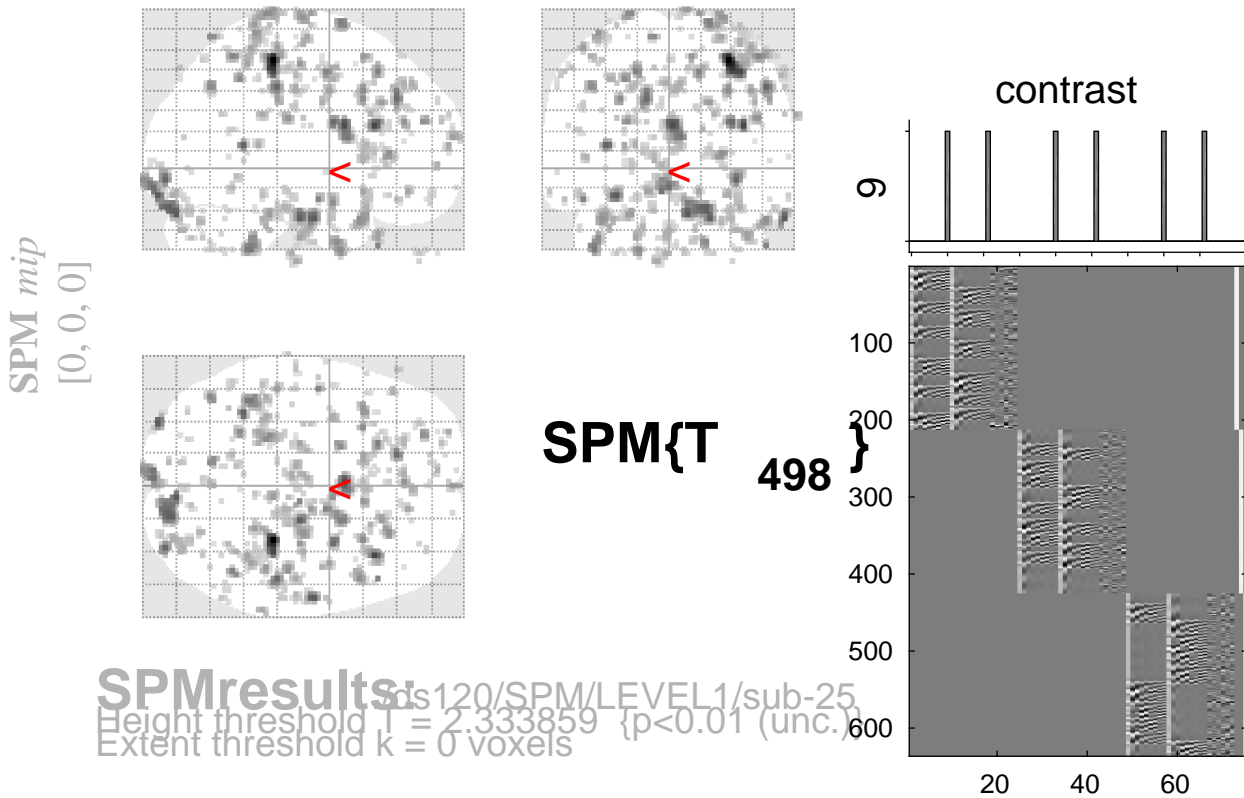 SPM mip
[0, 0, 0]
<
<
<
SPM{T 498 }
contrast
9
100
200
300
400
500
600
20 40 60
SPMresults: /ds120/SPM/LEVEL1/sub-25
Height threshold T = 2.333859 {p<0.01 (unc.)}
Extent threshold k = 0 voxels